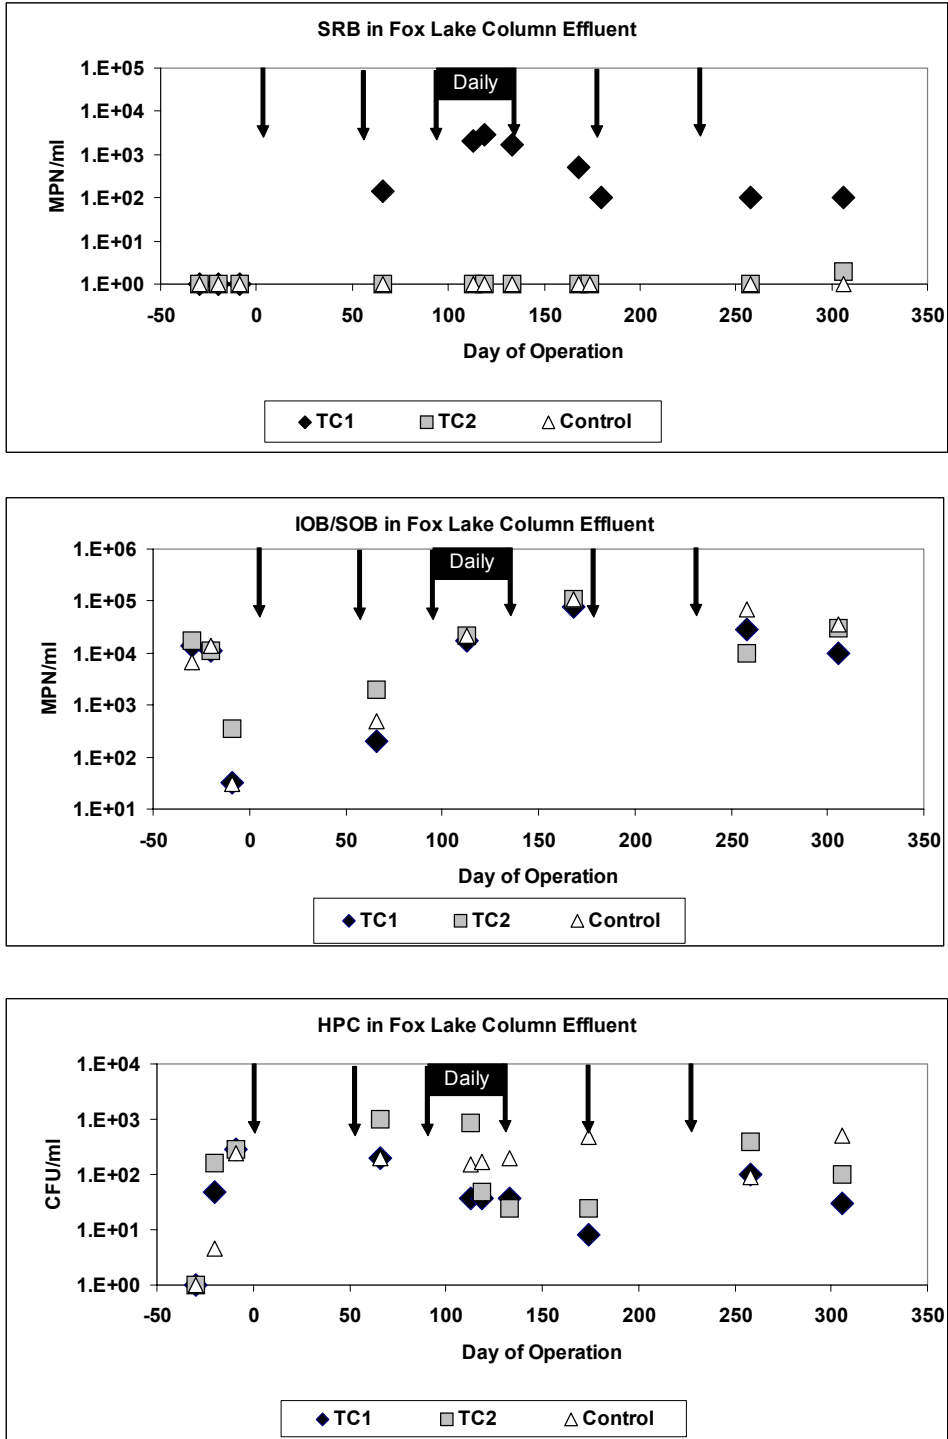 SRB in Fox Lake Column Effluent
Daily
1.E+05
1.E+04
1.E+03
1.E+02
1.E+01
1.E+00
MPN/ml
-50 0 50 100 150 200 250 300 350
Day of Operation
TC1 TC2 Control
IOB/SOB in Fox Lake Column Effluent
Daily
1.E+06
1.E+05
1.E+04
1.E+03
1.E+02
1.E+01
MPN/ml
-50 0 50 100 150 200 250 300 350
Day of Operation
TC1 TC2 Control
HPC in Fox Lake Column Effluent
Daily
1.E+04
1.E+03
1.E+02
1.E+01
1.E+00
CFU/ml
-50 0 50 100 150 200 250 300 350
Day of Operation
TC1 TC2 Control